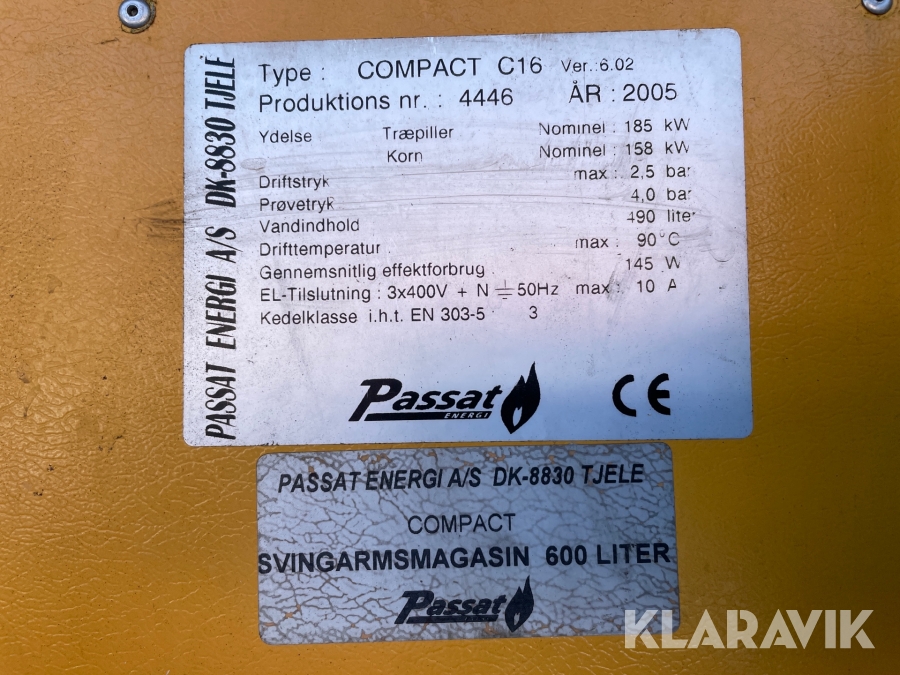 PASSAT ENERGI A/S DK-8830 TJELE
Type : COMPACT C16 Ver.:6.02
Produktions nr. : 4446 ÅR : 2005
Ydelse Træpiller Nominel : 185 kW
Korn Nominel : 158 kW
Driftstryk max : 2,5 bar
Prøvetryk 4,0 bar
Vandindhold 490 liter
Drifttemperatur max : 90°C
Gennemsnitlig effektforbrug 145 W
EL-Tilslutning : 3x400V + N ⏚ 50Hz max : 10 A
Kedelklasse i.h.t. EN 303-5 : 3
Passat
ENERGI
CE
PASSAT ENERGI A/S DK-8830 TJELE
COMPACT
SVINGARMSMAGASIN 600 LITER
Passat
KLARAVIK